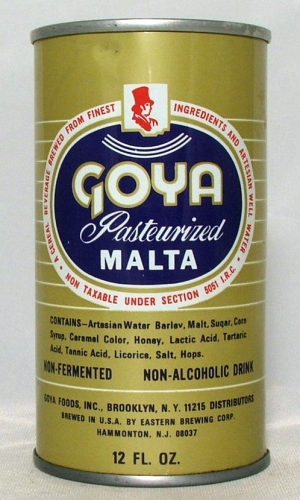 A CEREAL BEVERAGE BREWED FROM FINEST INGREDIENTS AND ARTESIAN WELL WATER
GOYA
Pasteurized
MALTA
• NON TAXABLE UNDER SECTION 5051 I.R.C. •
CONTAINS—Artesian Water Barley, Malt, Sugar, Corn
Syrup, Caramel Color, Honey, Lactic Acid, Tartaric
Acid, Tannic Acid, Licorice, Salt, Hops.
NON-FERMENTED NON-ALCOHOLIC DRINK
GOYA FOODS, INC., BROOKLYN, N. Y. 11215 DISTRIBUTORS
BREWED IN U.S.A. BY EASTERN BREWING CORP.
HAMMONTON, N.J. 08037
12 FL. OZ.